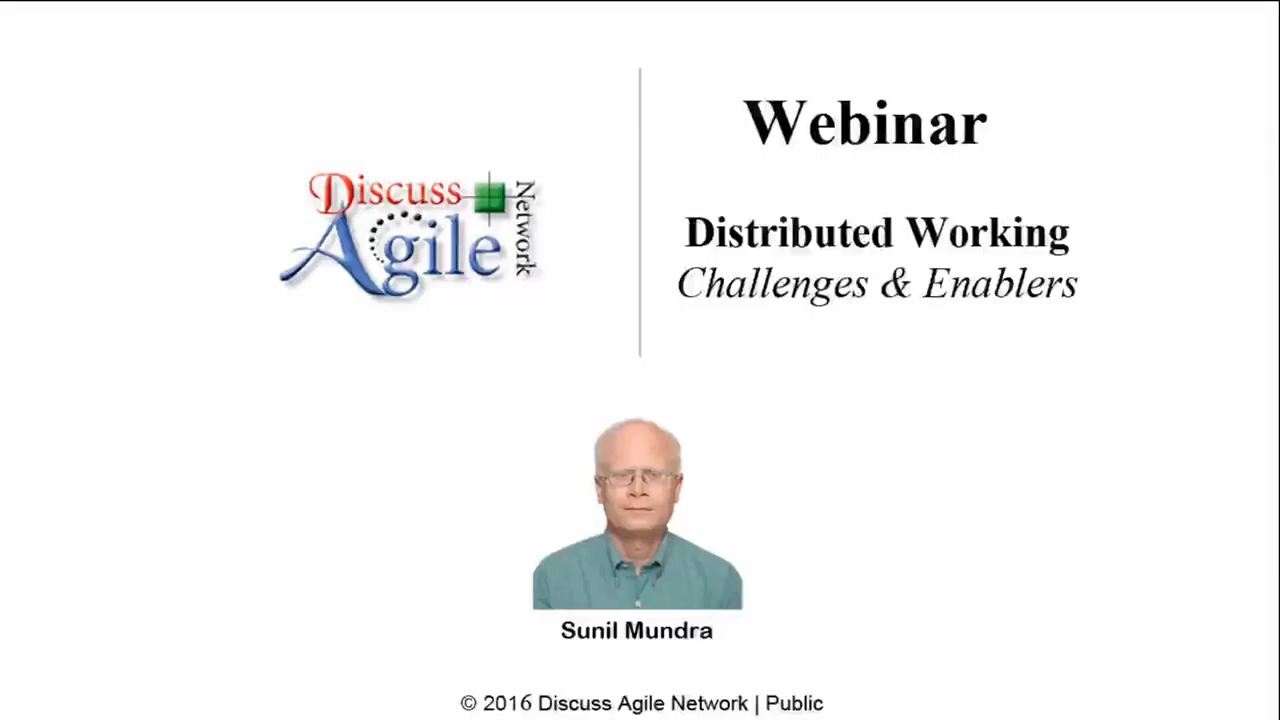 Discuss
Agile
Network
Webinar
Distributed Working
Challenges & Enablers
Sunil Mundra
© 2016 Discuss Agile Network | Public